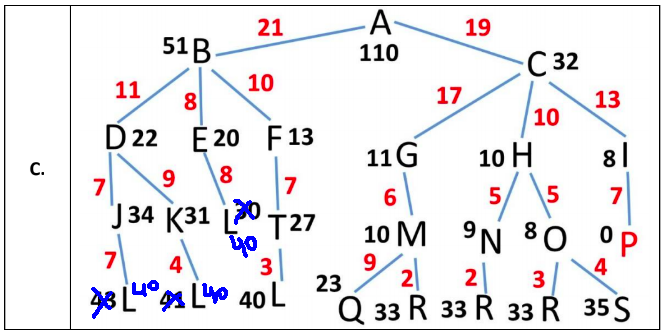 21 A 19
51 B 110 C 32
11 8 10 17 10 13
D 22 E 20 F 13 11 G 10 H 8 I
c.
7 9 8 7 6 5 5 7
J 34 K 31 L 30 T 27 10 M 9 N 8 O 0 P
40
7 4 3 9 2 2 3 4
43 L 40 41 L 40 40 L 23 Q 33 R 33 R 33 R 35 S